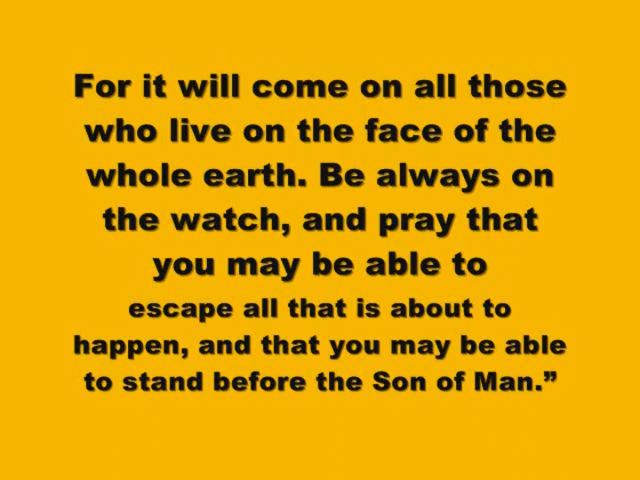 For it will come on all those
who live on the face of the
whole earth. Be always on
the watch, and pray that
you may be able to
escape all that is about to
happen, and that you may be able
to stand before the Son of Man.”